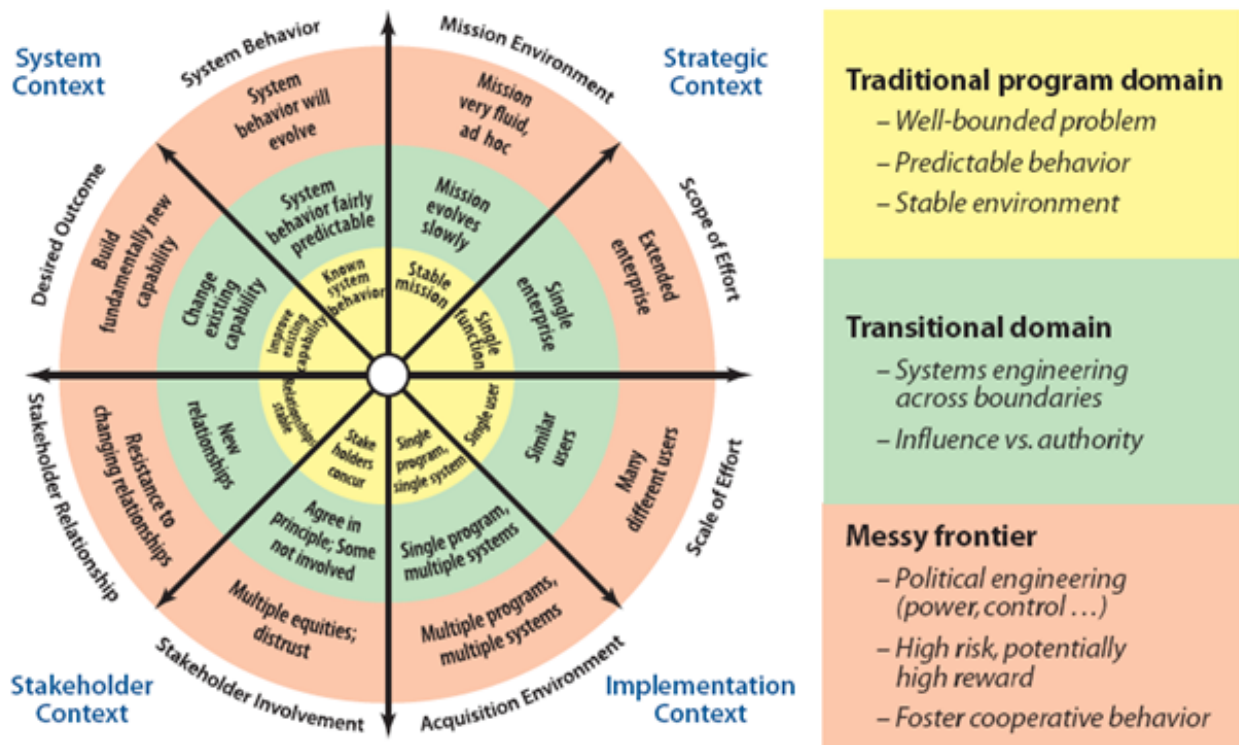 System
Context
System Behavior
Mission Environment
Strategic
Context
System
behavior will
evolve
Mission
very fluid,
ad hoc
Desired Outcome
Build
fundamentally new
capability
System
behavior fairly
predictable
Mission
evolves
slowly
Extended
enterprise
Scope of Effort
Change
existing
capability
Known
system
behavior
Stable
mission
Single
enterprise
Improve
existing
capability
Single
function
Relationships
stable
Stake
holders
concur
Single
program,
single system
Single user
New
relationships
Similar
users
Stakeholder Relationship
Resistance to
changing relationships
Agree in
principle; Some
not involved
Single program,
multiple systems
Many
different users
Scale of Effort
Multiple equities;
distrust
Multiple programs,
multiple systems
Stakeholder
Context
Stakeholder Involvement
Acquisition Environment
Implementation
Context
Traditional program domain
– Well-bounded problem
– Predictable behavior
– Stable environment
Transitional domain
– Systems engineering
across boundaries
– Influence vs. authority
Messy frontier
– Political engineering
(power, control …)
– High risk, potentially
high reward
– Foster cooperative behavior